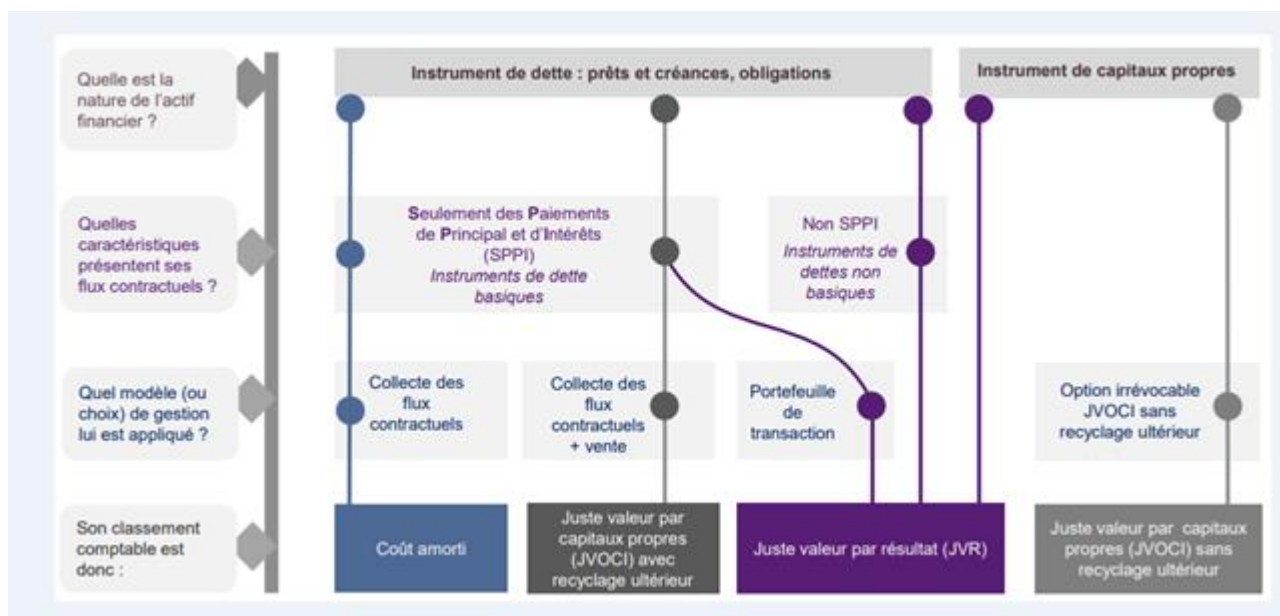 Quelle est la
nature de l'actif
financier ?
Instrument de dette : prêts et créances, obligations
Instrument de capitaux propres
Quelles
caractéristiques
présentent ses
flux contractuels ?
Seulement des Paiements
de Principal et d'Intérêts
(SPPI)
Instruments de dette
basiques
Non SPPI
Instruments de
dettes non
basiques
Quel modèle (ou
choix) de gestion
lui est appliqué ?
Collecte des
flux
contractuels
Collecte des
flux
contractuels
+ vente
Portefeuille
de
transaction
Option irrévocable
JVOCI sans
recyclage ultérieur
Son classement
comptable est
donc :
Coût amorti
Juste valeur par
capitaux propres
(JVOCI) avec
recyclage ultérieur
Juste valeur par résultat (JVR)
Juste valeur par capitaux
propres (JVOCI) sans
recyclage ultérieur